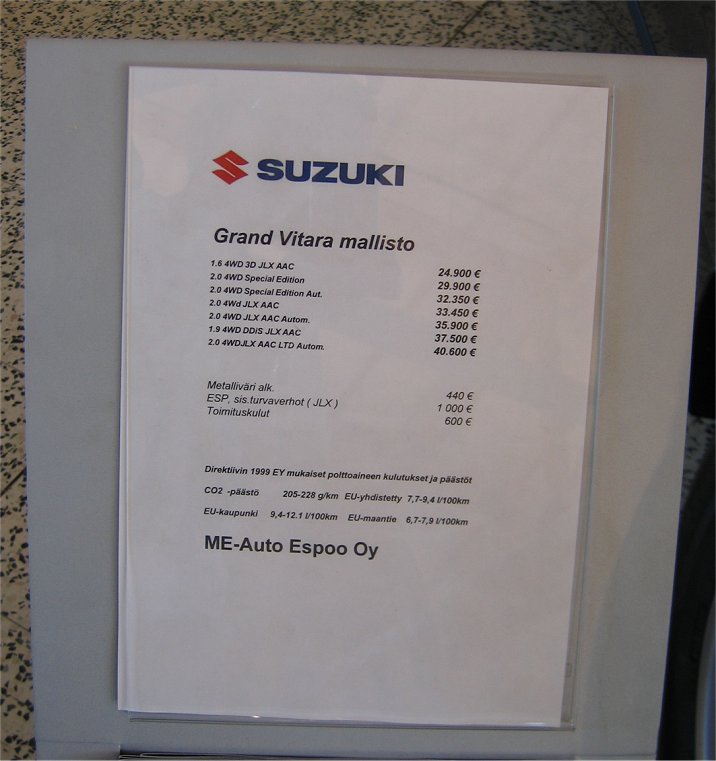 SUZUKI
Grand Vitara mallisto
1.6 4WD 3D JLX AAC 24.900 €
2.0 4WD Special Edition 29.900 €
2.0 4WD Special Edition Aut. 32.350 €
2.0 4Wd JLX AAC 33.450 €
2.0 4WD JLX AAC Autom. 35.900 €
1.9 4WD DDiS JLX AAC 37.500 €
2.0 4WDJLX AAC LTD Autom. 40.600 €
Metalliväri alk. 440 €
ESP, sis.turvaverhot ( JLX ) 1 000 €
Toimituskulut 600 €
Direktiivin 1999 EY mukaiset polttoaineen kulutukset ja päästöt
CO2 -päästö 205-228 g/km EU-yhdistetty 7,7-9,4 l/100km
EU-kaupunki 9,4-12.1 l/100km EU-maantie 6,7-7,9 l/100km
ME-Auto Espoo Oy